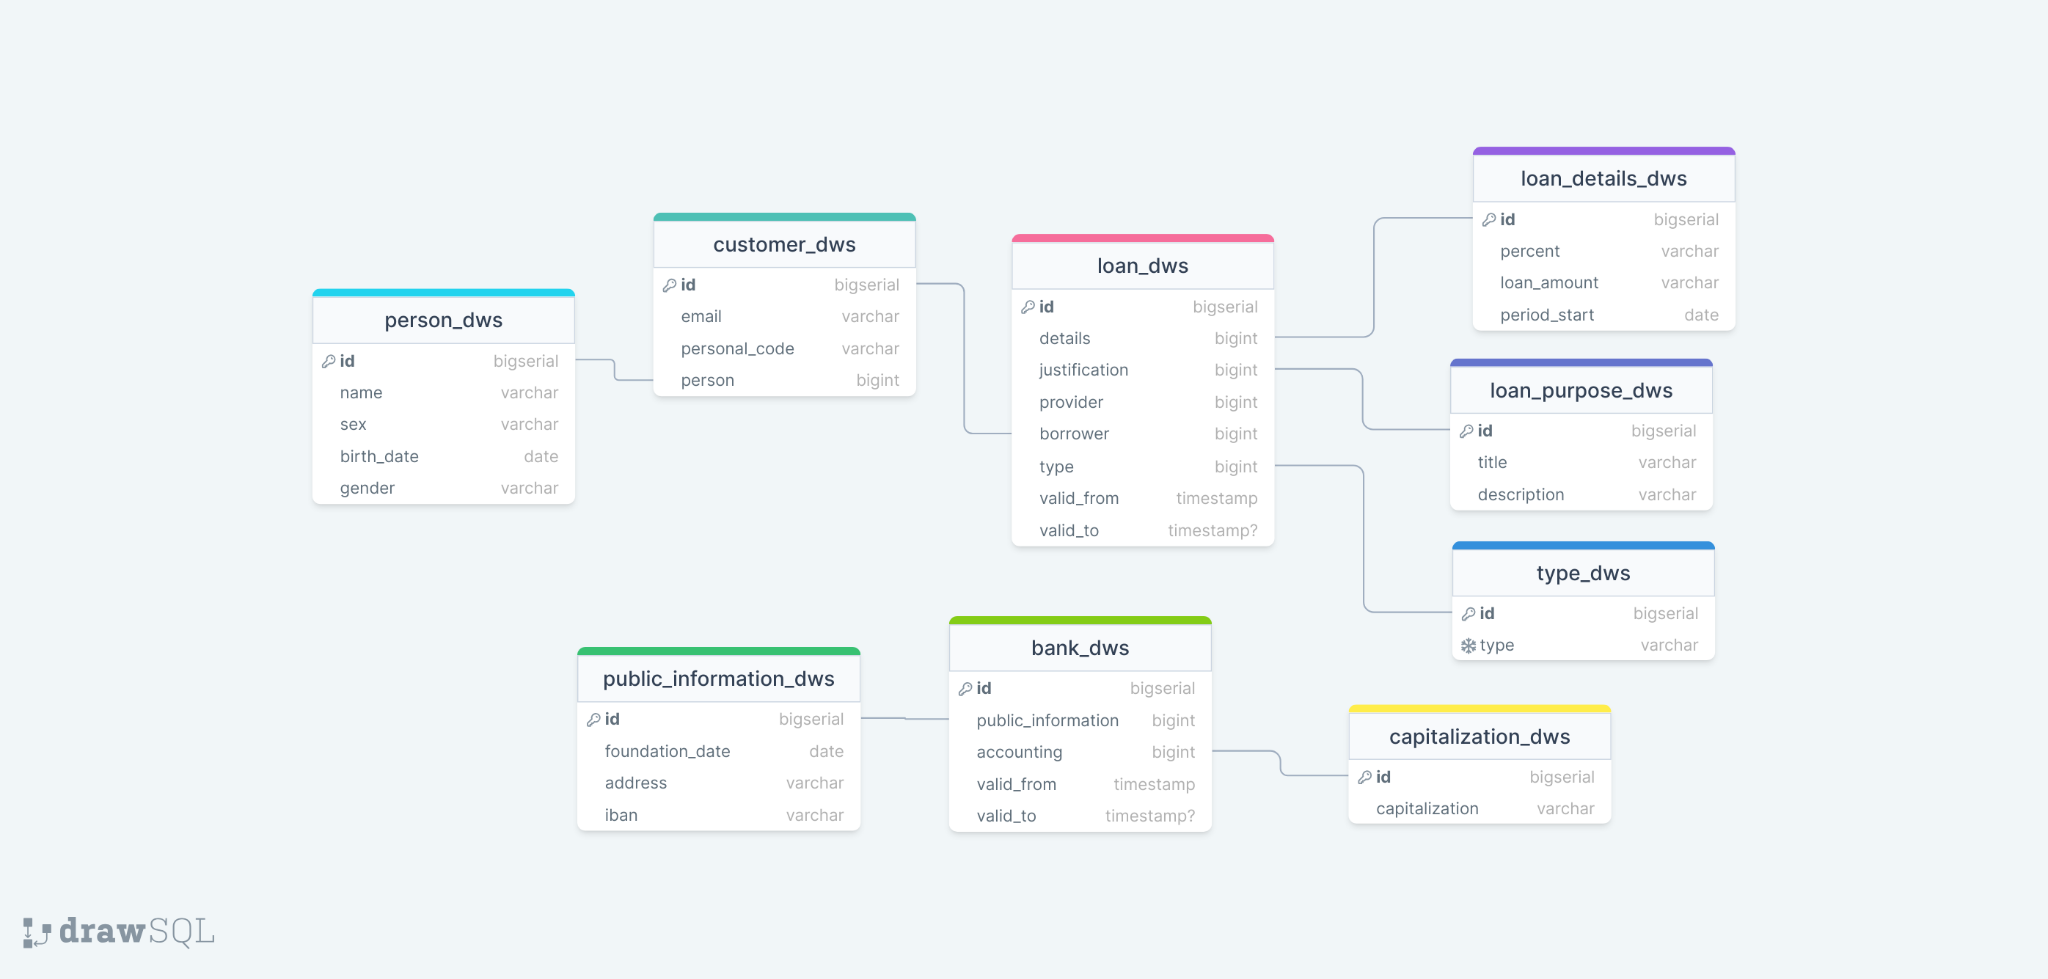 person_dws
id bigserial
name varchar
sex varchar
birth_date date
gender varchar
customer_dws
id bigserial
email varchar
personal_code varchar
person bigint
loan_dws
id bigserial
details bigint
justification bigint
provider bigint
borrower bigint
type bigint
valid_from timestamp
valid_to timestamp?
loan_details_dws
id bigserial
percent varchar
loan_amount varchar
period_start date
loan_purpose_dws
id bigserial
title varchar
description varchar
type_dws
id bigserial
type varchar
public_information_dws
id bigserial
foundation_date date
address varchar
iban varchar
bank_dws
id bigserial
public_information bigint
accounting bigint
valid_from timestamp
valid_to timestamp?
capitalization_dws
id bigserial
capitalization varchar
drawSQL